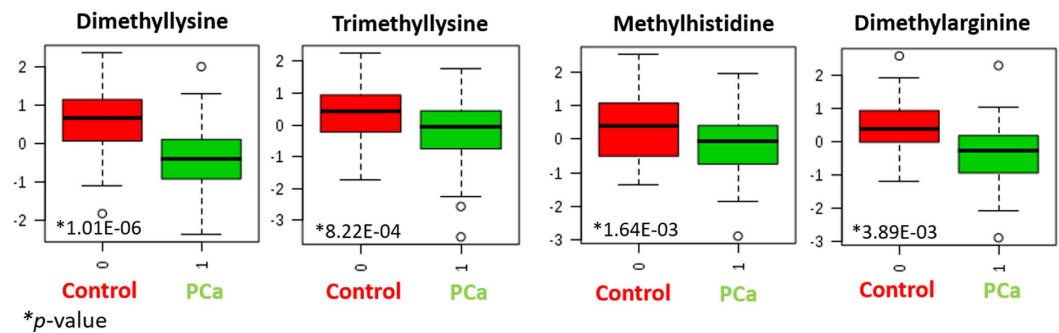 Dimethyllysine
2
1
0
-1
-2
*1.01E-06
0 1
Control PCa
Trimethyllysine
2
1
0
-1
-2
-3
*8.22E-04
0 1
Control PCa
Methylhistidine
2
1
0
-1
-2
-3
*1.64E-03
0 1
Control PCa
Dimethylarginine
2
1
0
-1
-2
-3
*3.89E-03
0 1
Control PCa
*p-value